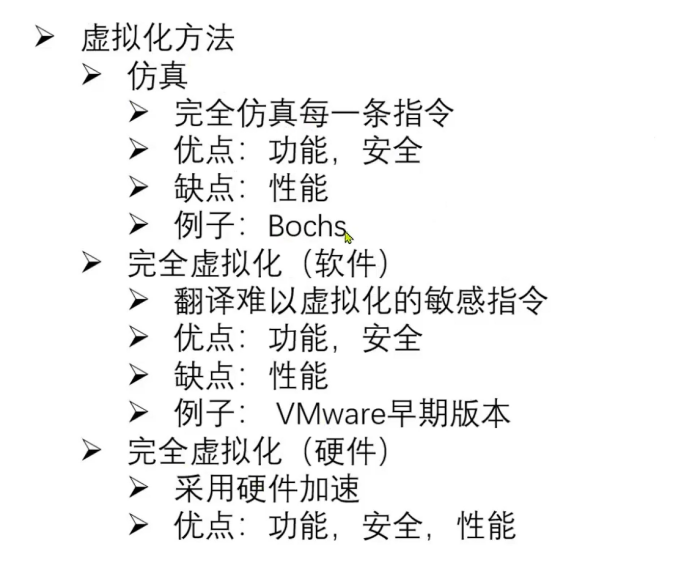 虚拟化方法
仿真
完全仿真每一条指令
优点：功能，安全
缺点：性能
例子：Bochs
完全虚拟化（软件）
翻译难以虚拟化的敏感指令
优点：功能，安全
缺点：性能
例子： VMware早期版本
完全虚拟化（硬件）
采用硬件加速
优点：功能，安全，性能